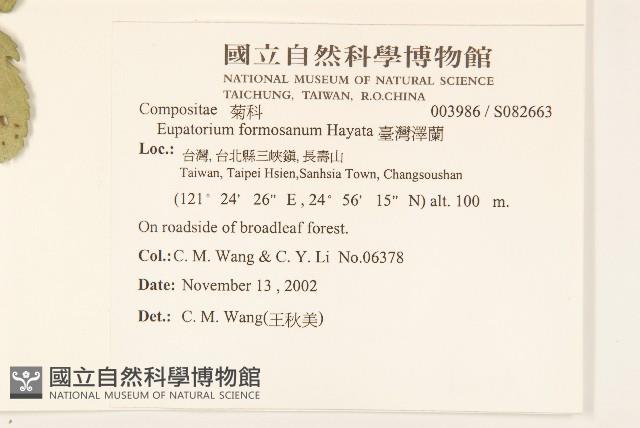 國立自然科學博物館
NATIONAL MUSEUM OF NATURAL SCIENCE
TAICHUNG, TAIWAN, R.O.CHINA
Compositae 菊科 003986 / S082663
Eupatorium formosanum Hayata 臺灣澤蘭
Loc.: 台灣, 台北縣三峽鎮, 長壽山
Taiwan, Taipei Hsien,Sanhsia Town, Changsoushan
(121° 24' 26" E , 24° 56' 15" N) alt. 100 m.
On roadside of broadleaf forest.
Col.: C. M. Wang & C. Y. Li No.06378
Date: November 13 , 2002
Det.: C. M. Wang(王秋美)
國立自然科學博物館
NATIONAL MUSEUM OF NATURAL SCIENCE